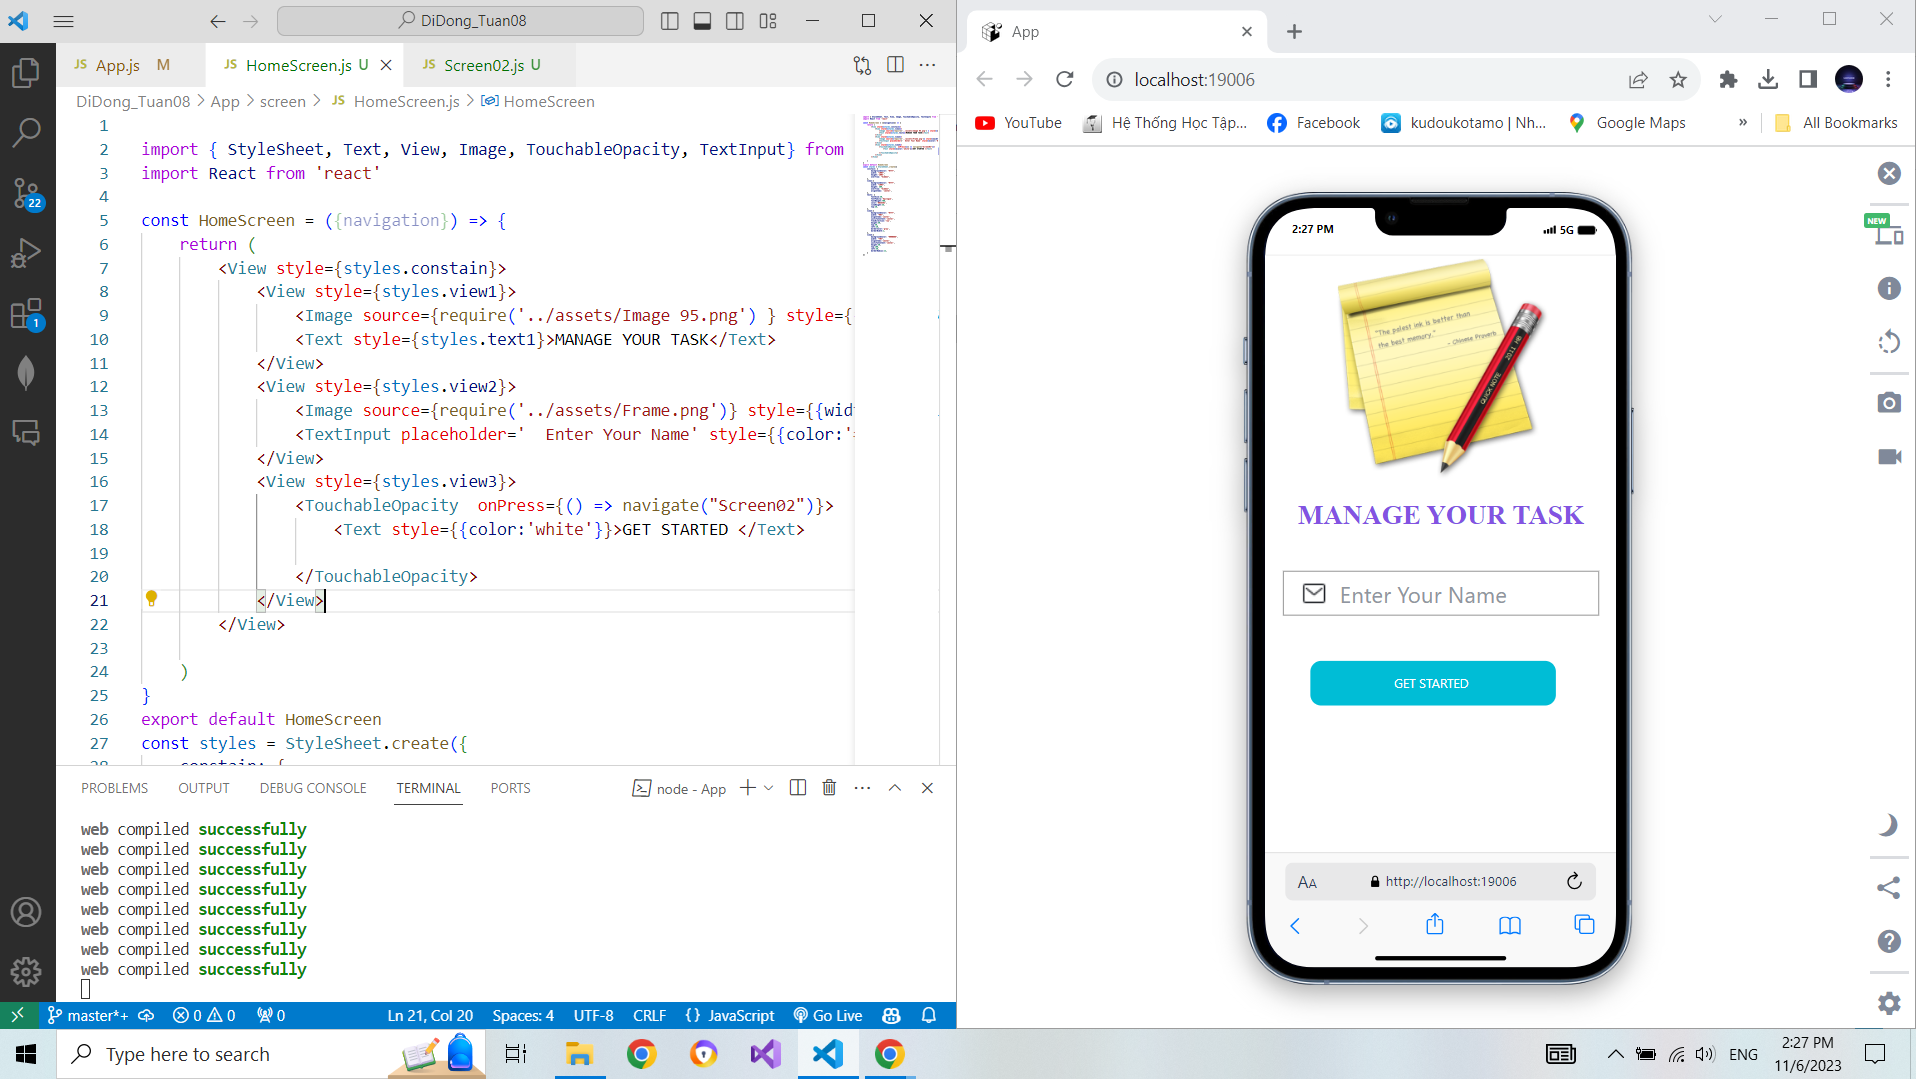 DiDong_Tuan08
JS App.js M
JS HomeScreen.js U
JS Screen02.js U
DiDong_Tuan08 > App > screen > JS HomeScreen.js > HomeScreen
1
2 import { StyleSheet, Text, View, Image, TouchableOpacity, TextInput} from
3 import React from 'react'
4
5 const HomeScreen = ({navigation}) => {
6 return (
7 <View style={styles.constain}>
8 <View style={styles.view1}>
9 <Image source={require('../assets/Image 95.png') } style={
10 <Text style={styles.text1}>MANAGE YOUR TASK</Text>
11 </View>
12 <View style={styles.view2}>
13 <Image source={require('../assets/Frame.png')} style={{wid
14 <TextInput placeholder='  Enter Your Name' style={{color:'
15 </View>
16 <View style={styles.view3}>
17 <TouchableOpacity  onPress={() => navigate("Screen02")}>
18 <Text style={{color:'white'}}>GET STARTED </Text>
19
20 </TouchableOpacity>
21 </View>
22 </View>
23
24 )
25 }
26 export default HomeScreen
27 const styles = StyleSheet.create({
28 constain: {
22
1
PROBLEMS OUTPUT DEBUG CONSOLE TERMINAL PORTS
node - App
web compiled successfully
web compiled successfully
web compiled successfully
web compiled successfully
web compiled successfully
web compiled successfully
web compiled successfully
web compiled successfully
master*+ 0 0 0 Ln 21, Col 20 Spaces: 4 UTF-8 CRLF {} JavaScript Go Live
App
localhost:19006
YouTube Hệ Thống Học Tập... Facebook kudoukotamo | Nh... Google Maps » All Bookmarks
NEW
2:27 PM 5G
"The palest ink is better than
the best memory."
- Chinese Proverb
QUICK NOTE 2011 HB
MANAGE YOUR TASK
Enter Your Name
GET STARTED
AA http://localhost:19006
Type here to search
ENG
2:27 PM
11/6/2023